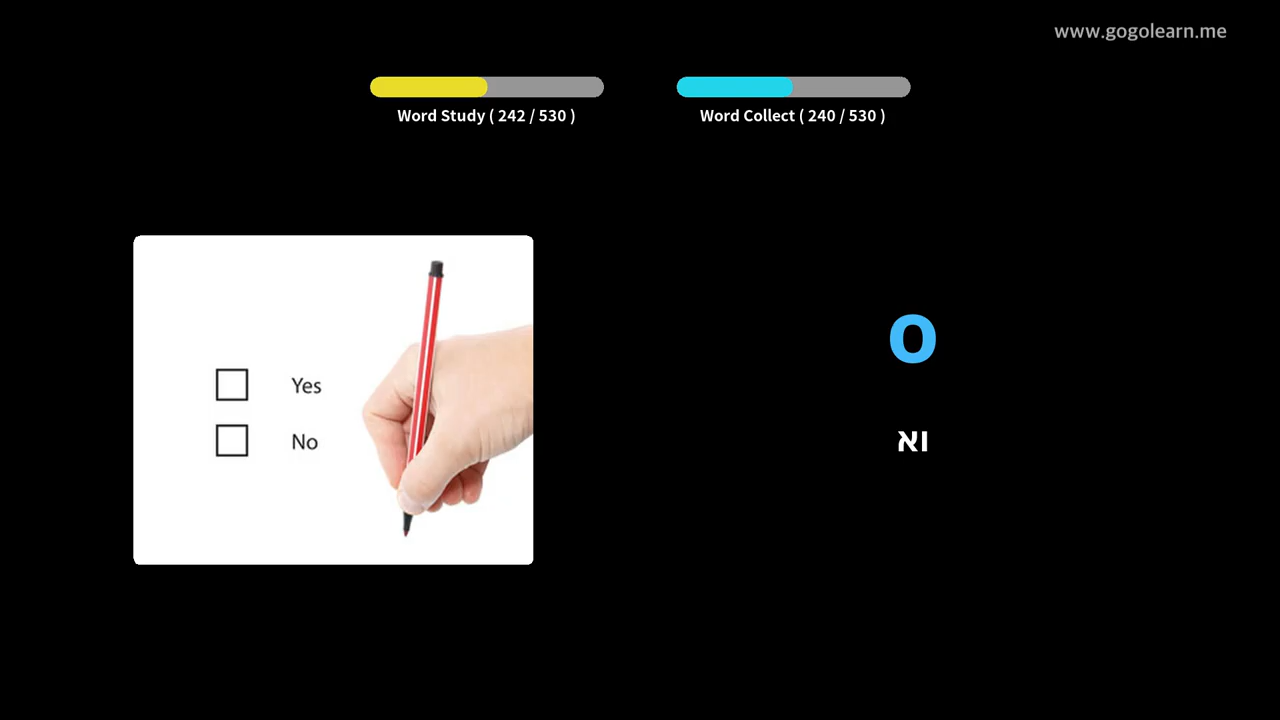 www.gogolearn.me
Word Study ( 242 / 530 )
Word Collect ( 240 / 530 )
Yes
No
o
או